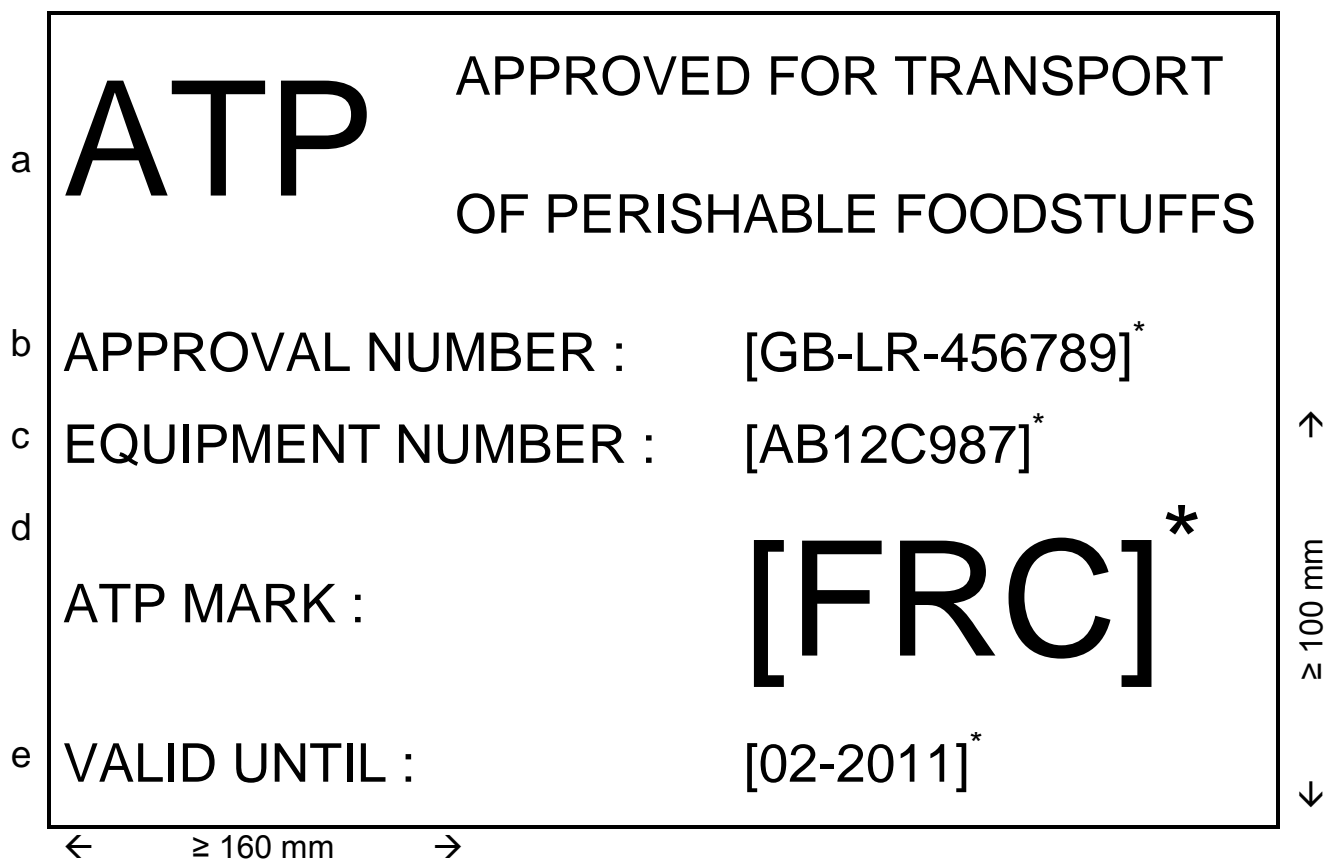 ATP APPROVED FOR TRANSPORT
OF PERISHABLE FOODSTUFFS
a
b APPROVAL NUMBER : [GB-LR-456789]*
c EQUIPMENT NUMBER : [AB12C987]*
d
ATP MARK : [FRC]*
e VALID UNTIL : [02-2011]*
← ≥ 160 mm →
↑ ≥ 100 mm ↓